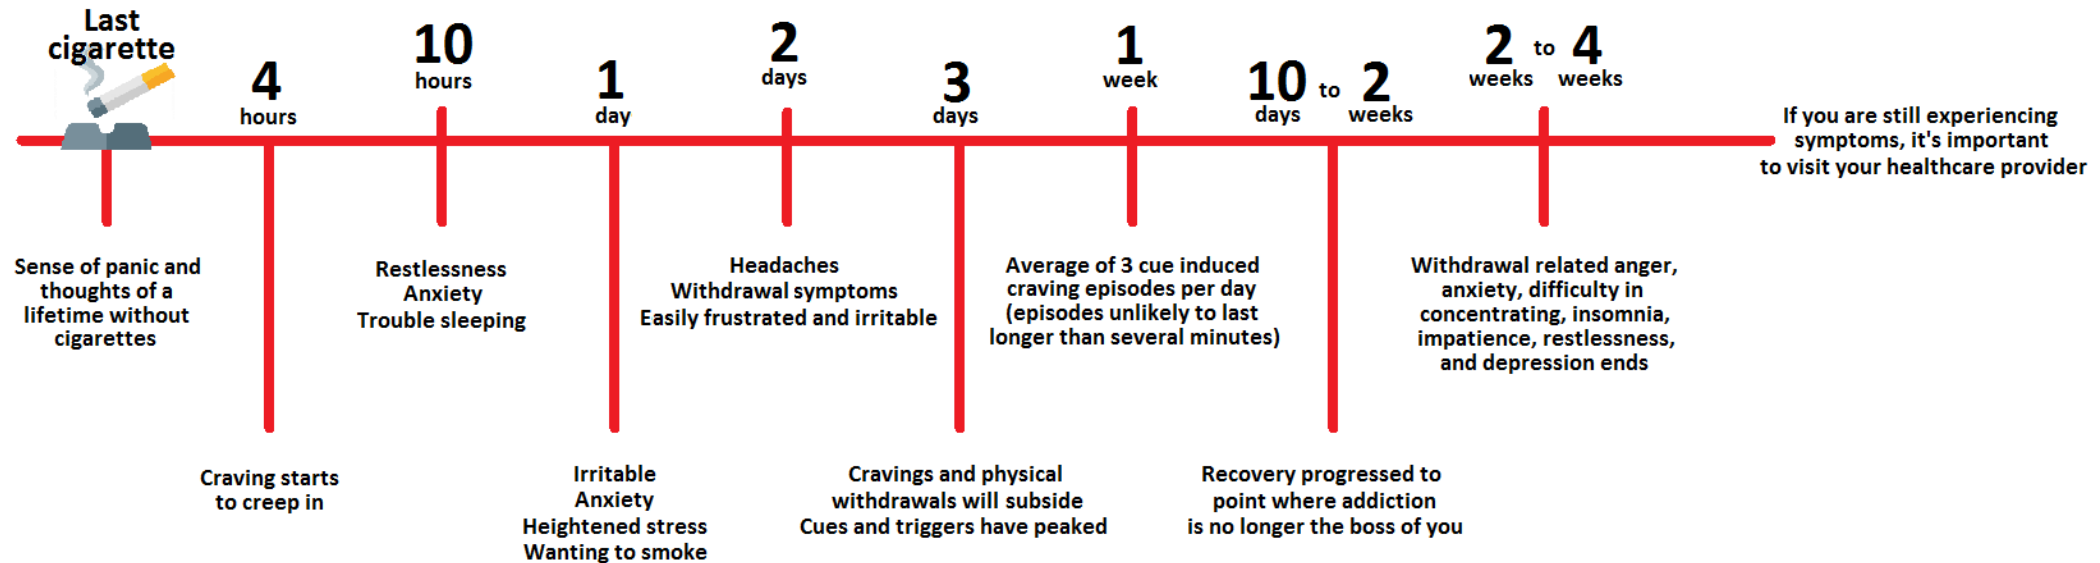 Last
cigarette
Sense of panic and
thoughts of a
lifetime without
cigarettes
4
hours
Craving starts
to creep in
10
hours
Restlessness
Anxiety
Trouble sleeping
1
day
Irritable
Anxiety
Heightened stress
Wanting to smoke
2
days
Headaches
Withdrawal symptoms
Easily frustrated and irritable
3
days
Cravings and physical
withdrawals will subside
Cues and triggers have peaked
1
week
Average of 3 cue induced
craving episodes per day
(episodes unlikely to last
longer than several minutes)
10 to 2
days weeks
Recovery progressed to
point where addiction
is no longer the boss of you
2 to 4
weeks weeks
Withdrawal related anger,
anxiety, difficulty in
concentrating, insomnia,
impatience, restlessness,
and depression ends
If you are still experiencing
symptoms, it's important
to visit your healthcare provider